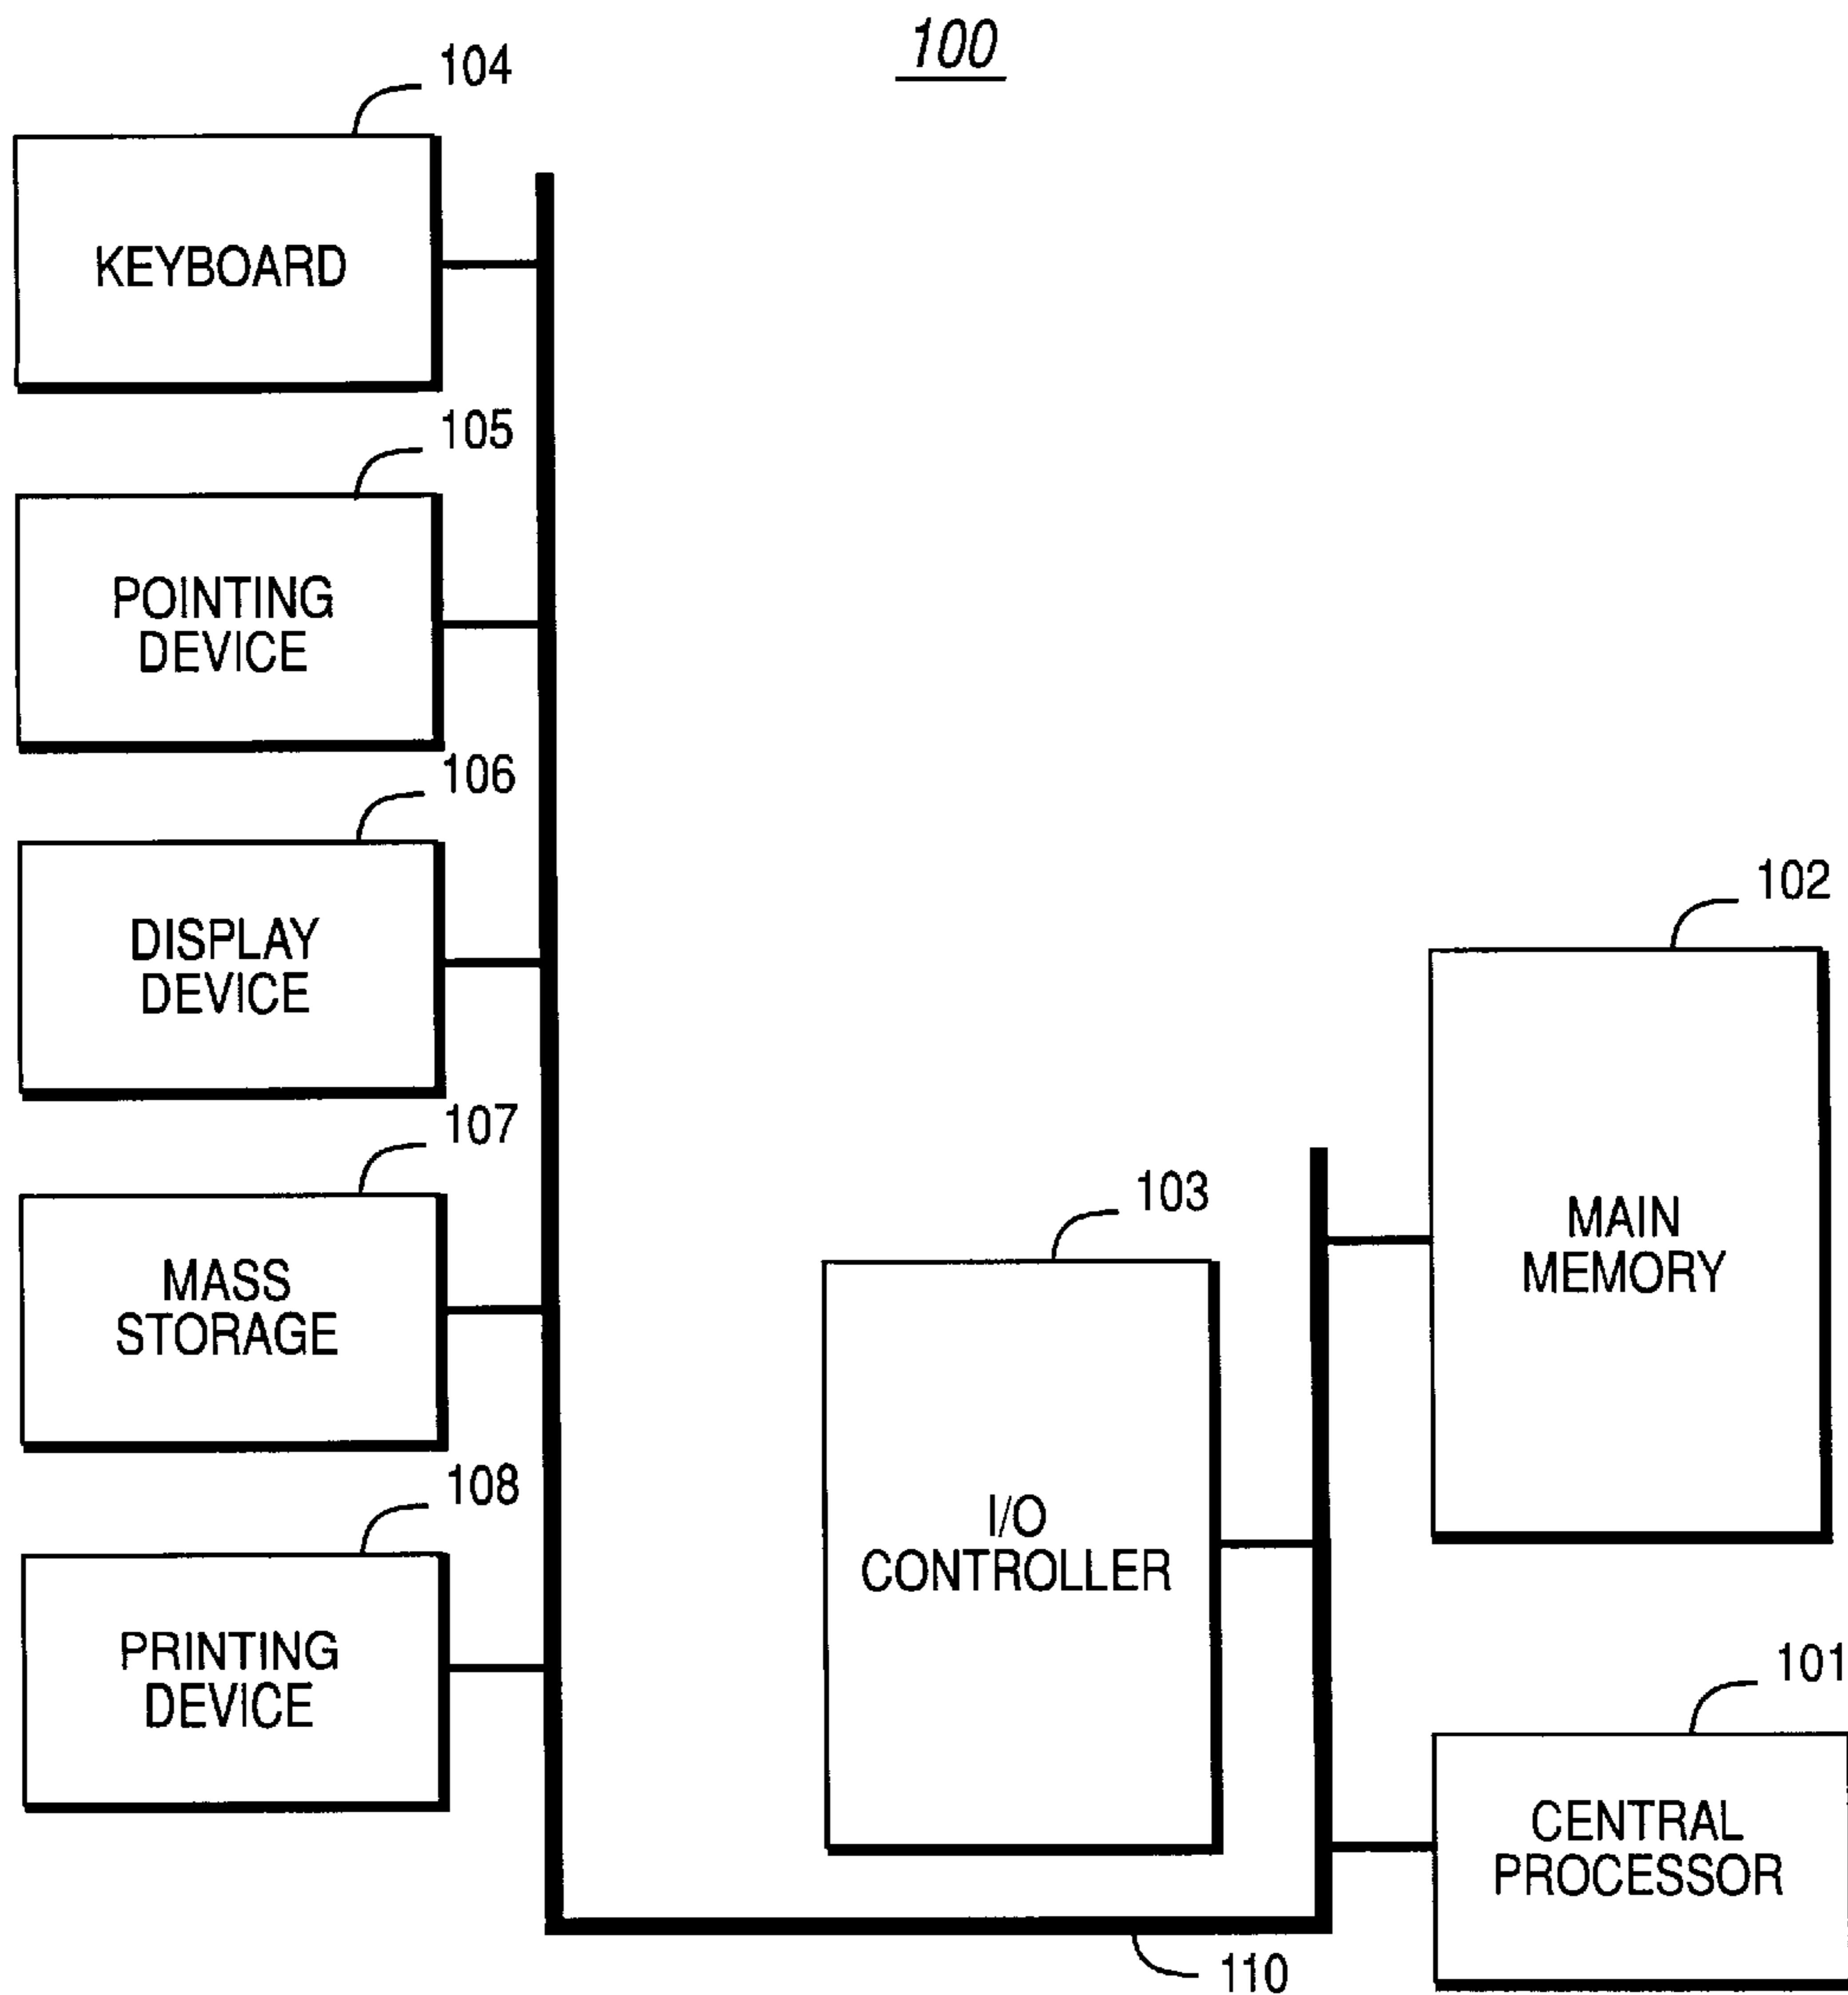 100
104
KEYBOARD
105
POINTING
DEVICE
106
DISPLAY
DEVICE
107
MASS
STORAGE
108
PRINTING
DEVICE
103
I/O
CONTROLLER
102
MAIN
MEMORY
101
CENTRAL
PROCESSOR
110